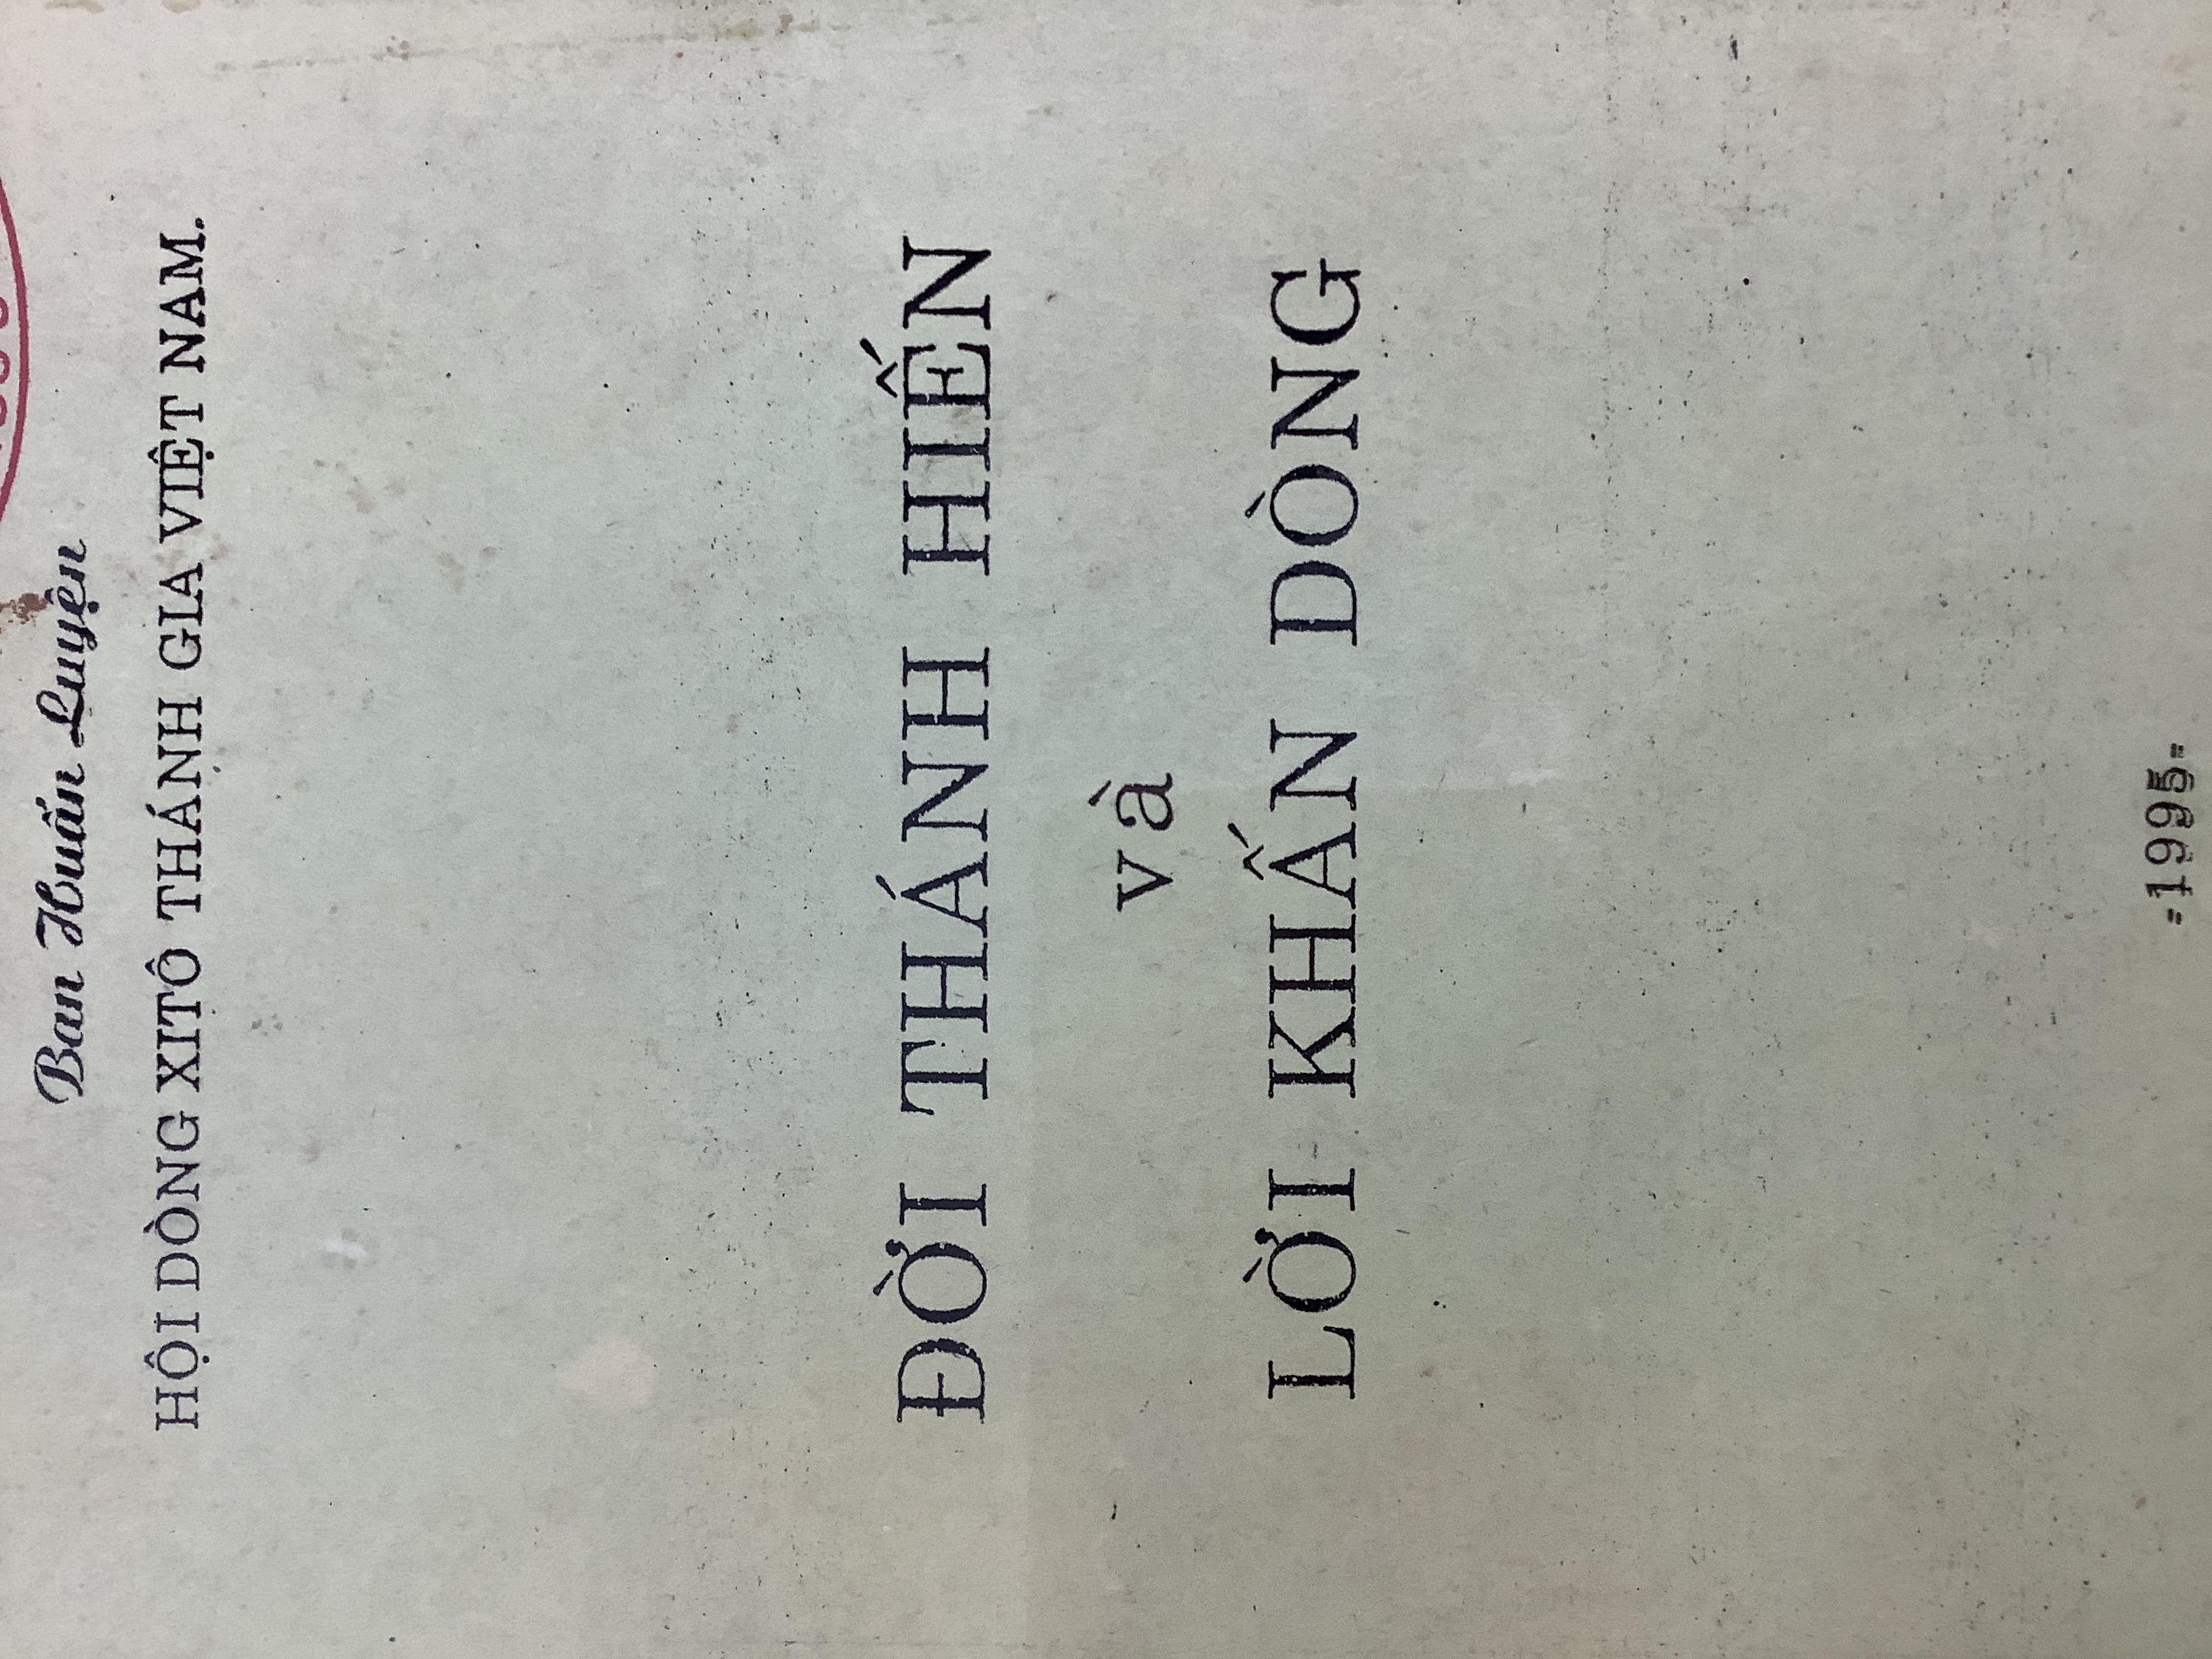 Ban Huấn Luyện
HỘI DÒNG XITÔ THÁNH GIA VIỆT NAM.
ĐỜI THÁNH HIẾN
và
LỜI KHẤN DÒNG
-1995-